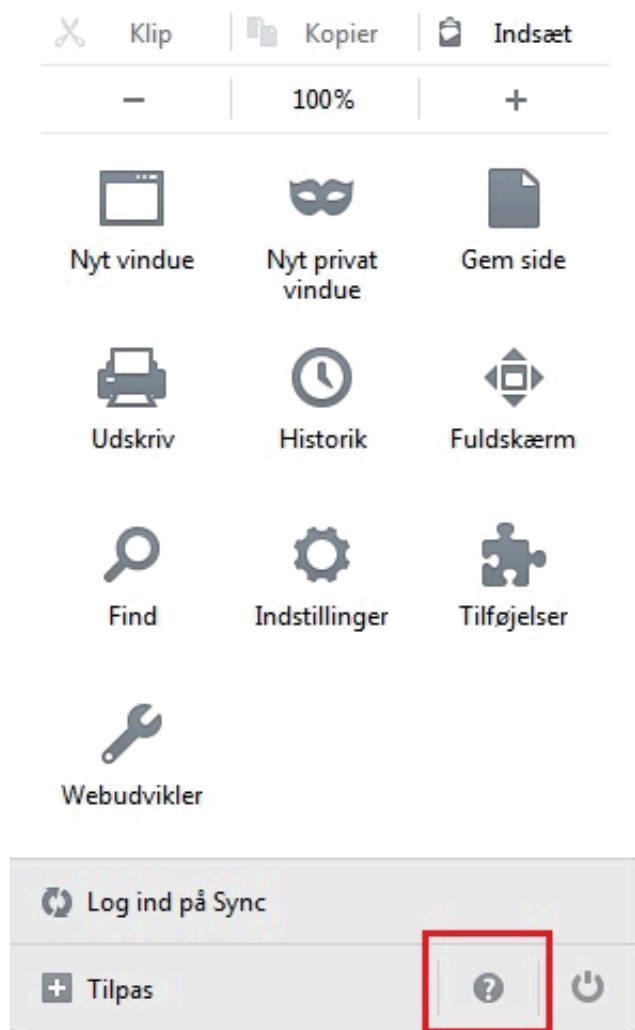 Klip Kopier Indsæt
− 100% +
Nyt vindue Nyt privat vindue Gem side
Udskriv Historik Fuldskærm
Find Indstillinger Tilføjelser
Webudvikler
Log ind på Sync
Tilpas ?